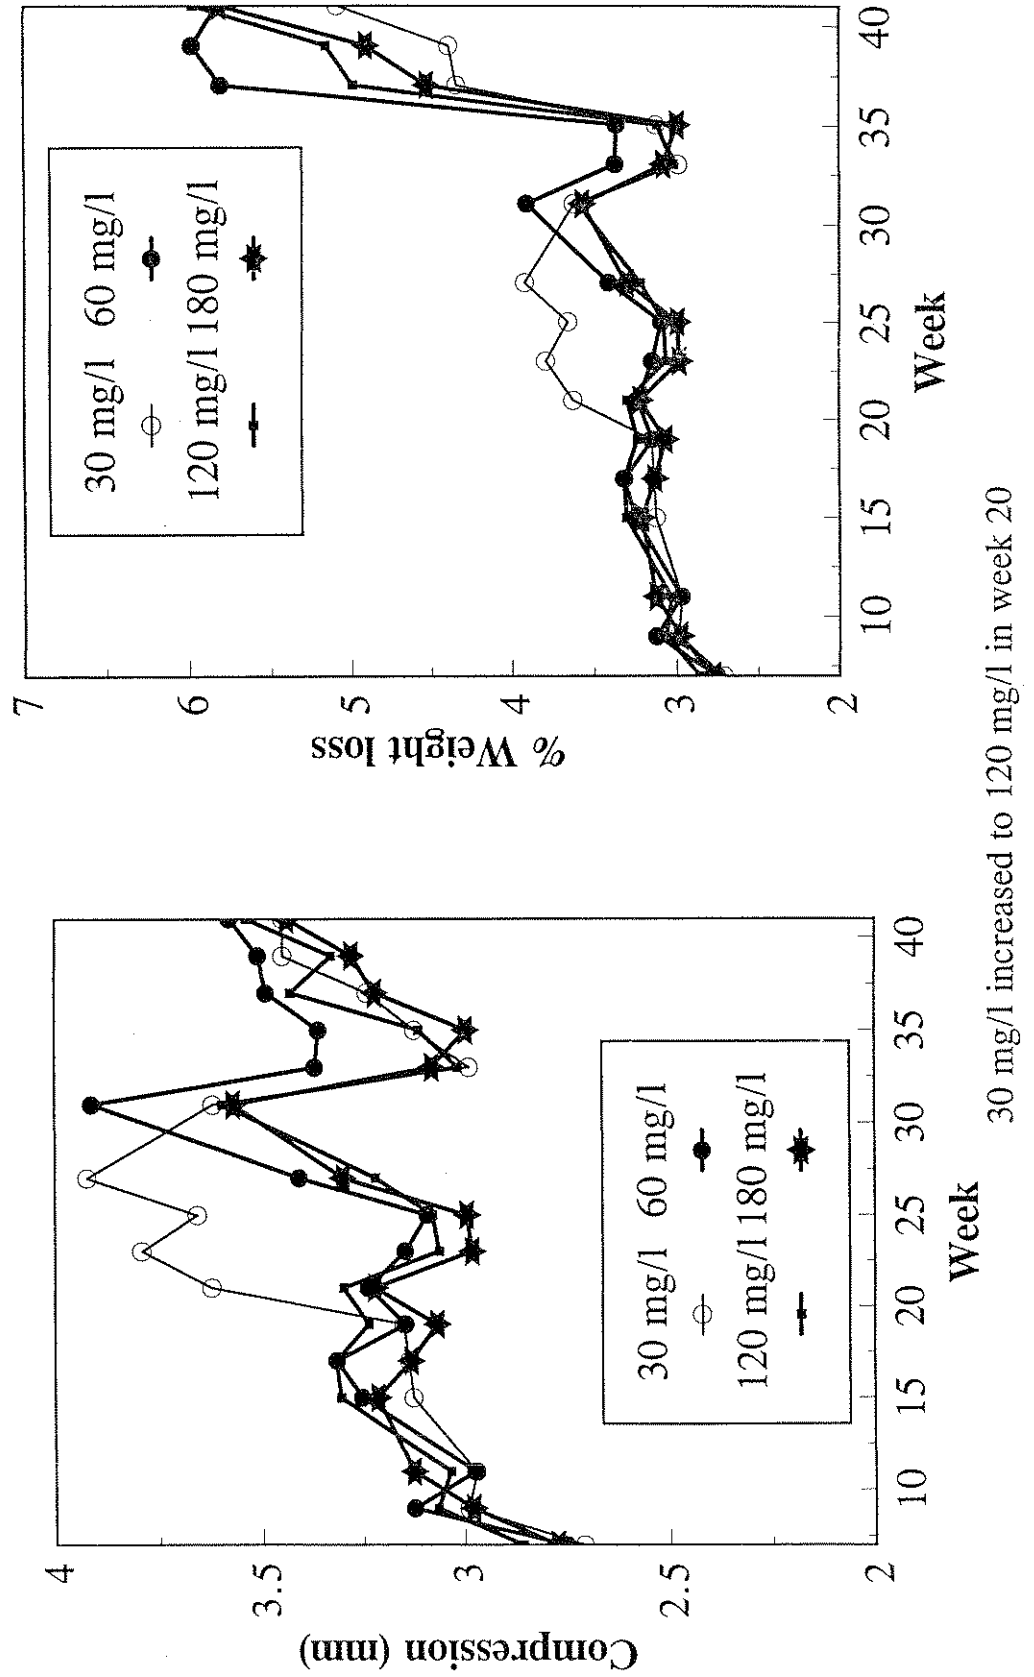 4
3.5
3
2.5
2
Compression (mm)
10
15
20
25
30
35
40
Week
30 mg/l 60 mg/l
120 mg/l 180 mg/l
7
6
5
4
3
2
% Weight loss
10
15
20
25
30
35
40
Week
30 mg/l 60 mg/l
120 mg/l 180 mg/l
30 mg/l increased to 120 mg/l in week 20